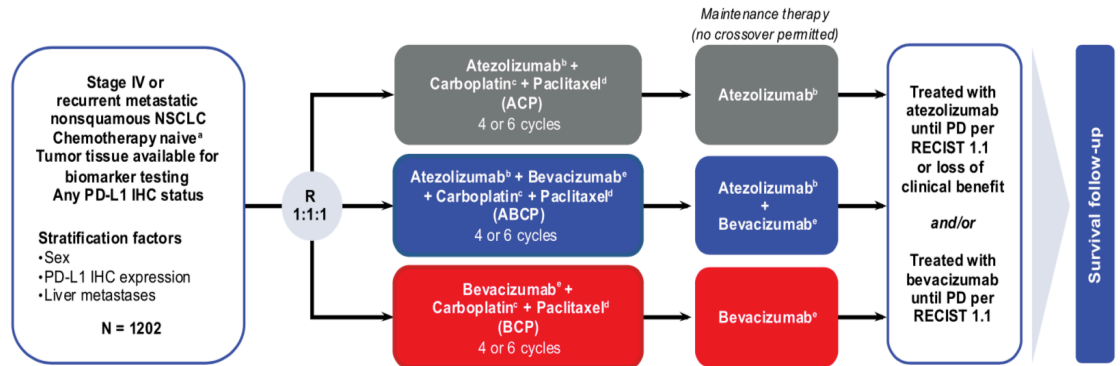 Stage IV or
recurrent metastatic
nonsquamous NSCLC
Chemotherapy naiveᵃ
Tumor tissue available for
biomarker testing
Any PD-L1 IHC status
Stratification factors
•Sex
•PD-L1 IHC expression
•Liver metastases
N = 1202
R
1:1:1
Atezolizumabᵇ +
Carboplatinᶜ + Paclitaxelᵈ
(ACP)
4 or 6 cycles
Atezolizumabᵇ + Bevacizumabᵉ
+ Carboplatinᶜ + Paclitaxelᵈ
(ABCP)
4 or 6 cycles
Bevacizumabᵉ +
Carboplatinᶜ + Paclitaxelᵈ
(BCP)
4 or 6 cycles
Maintenance therapy
(no crossover permitted)
Atezolizumabᵇ
Atezolizumabᵇ
+
Bevacizumabᵉ
Bevacizumabᵉ
Treated with
atezolizumab
until PD per
RECIST 1.1
or loss of
clinical benefit
and/or
Treated with
bevacizumab
until PD per
RECIST 1.1
Survival follow-up